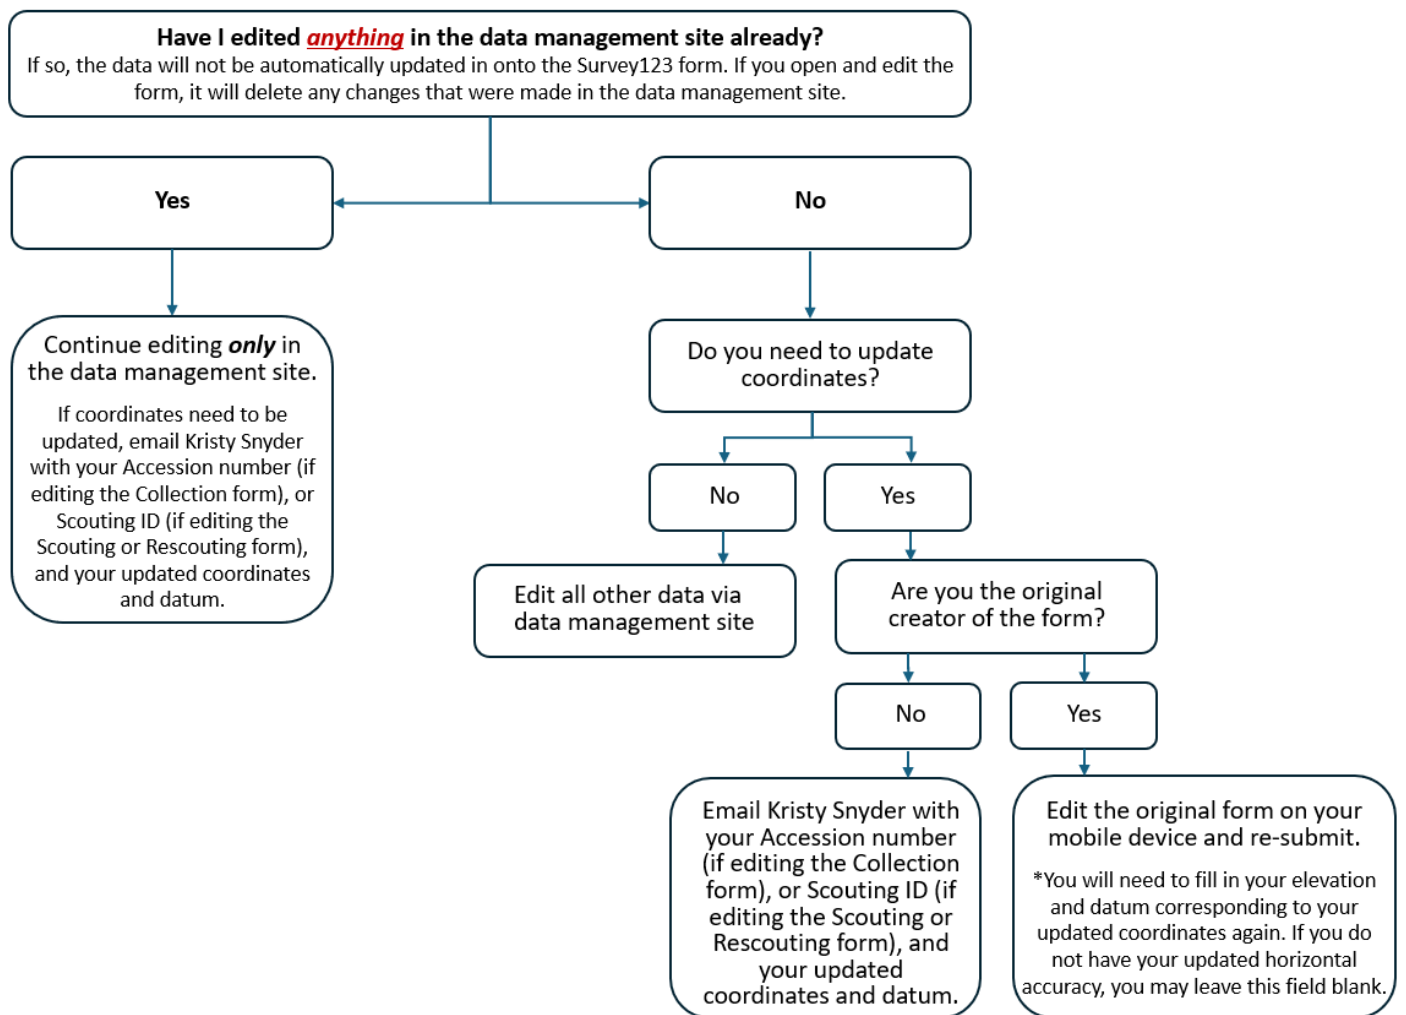 Have I edited anything in the data management site already?
If so, the data will not be automatically updated in onto the Survey123 form. If you open and edit the
form, it will delete any changes that were made in the data management site.
Yes
No
Continue editing only in
the data management site.
If coordinates need to be
updated, email Kristy Snyder
with your Accession number (if
editing the Collection form), or
Scouting ID (if editing the
Scouting or Rescouting form),
and your updated coordinates
and datum.
Do you need to update
coordinates?
No
Yes
Edit all other data via
data management site
Are you the original
creator of the form?
No
Yes
Email Kristy Snyder with
your Accession number
(if editing the Collection
form), or Scouting ID (if
editing the Scouting or
Rescouting form), and
your updated
coordinates and datum.
Edit the original form on your
mobile device and re-submit.
*You will need to fill in your elevation
and datum corresponding to your
updated coordinates again. If you do
not have your updated horizontal
accuracy, you may leave this field blank.